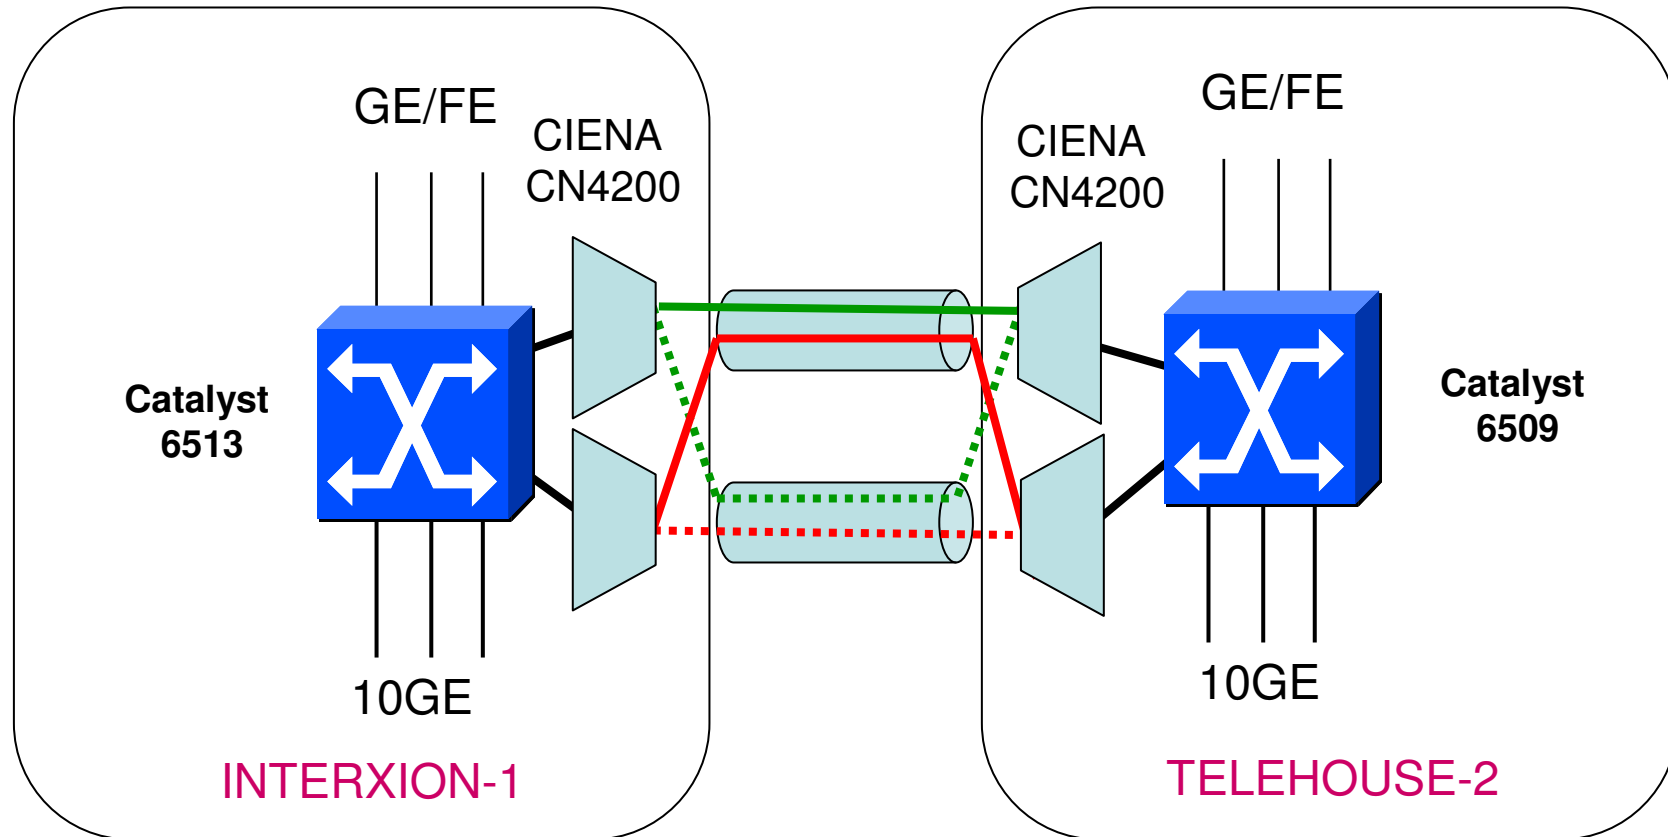 GE/FE
CIENA
CN4200
Catalyst
6513
10GE
INTERXION-1
GE/FE
CIENA
CN4200
Catalyst
6509
10GE
TELEHOUSE-2